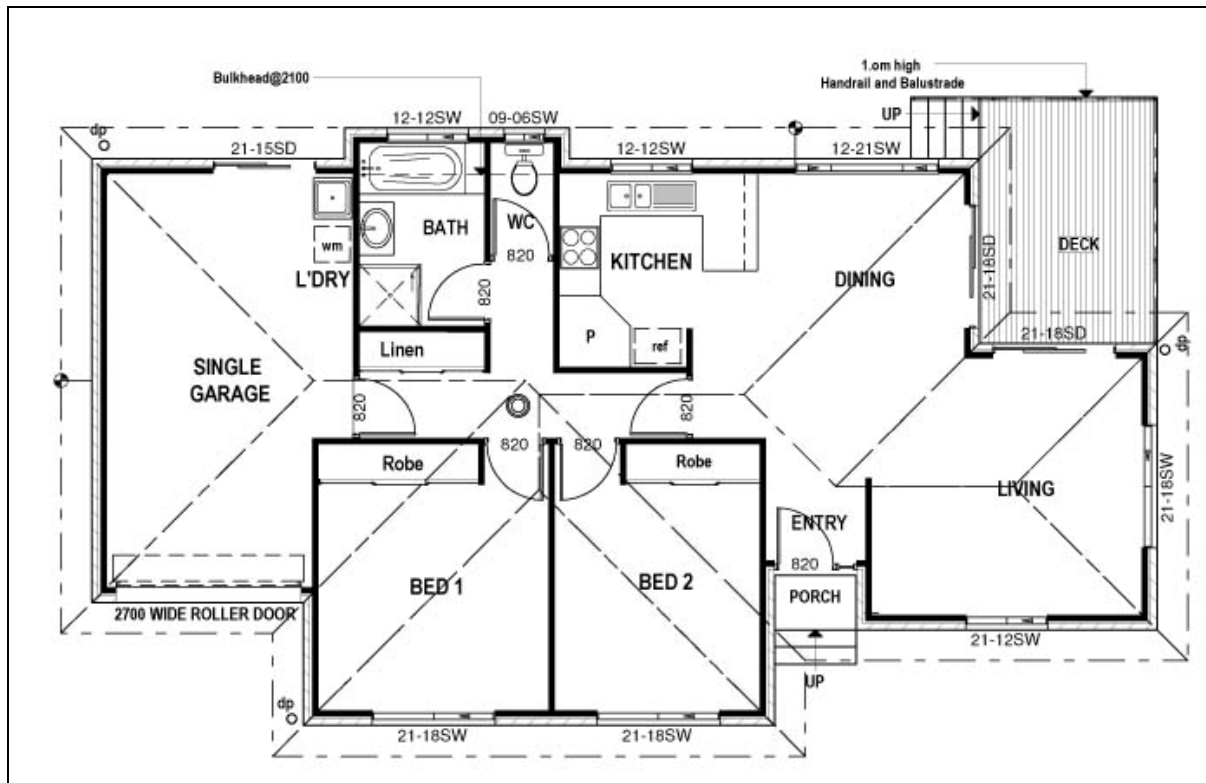 1.om high
Handrail and Balustrade
Bulkhead@2100
UP
dp
12-12SW
09-06SW
21-15SD
12-12SW
12-21SW
WC
BATH
820
wm
L'DRY
820
KITCHEN
DINING
21-18SD
DECK
21-18SD
dp
P
ref
Linen
SINGLE
GARAGE
820
820
820
820
Robe
Robe
LIVING
21-18SW
ENTRY
820
BED 1
BED 2
PORCH
2700 WIDE ROLLER DOOR
21-12SW
UP
dp
21-18SW
21-18SW